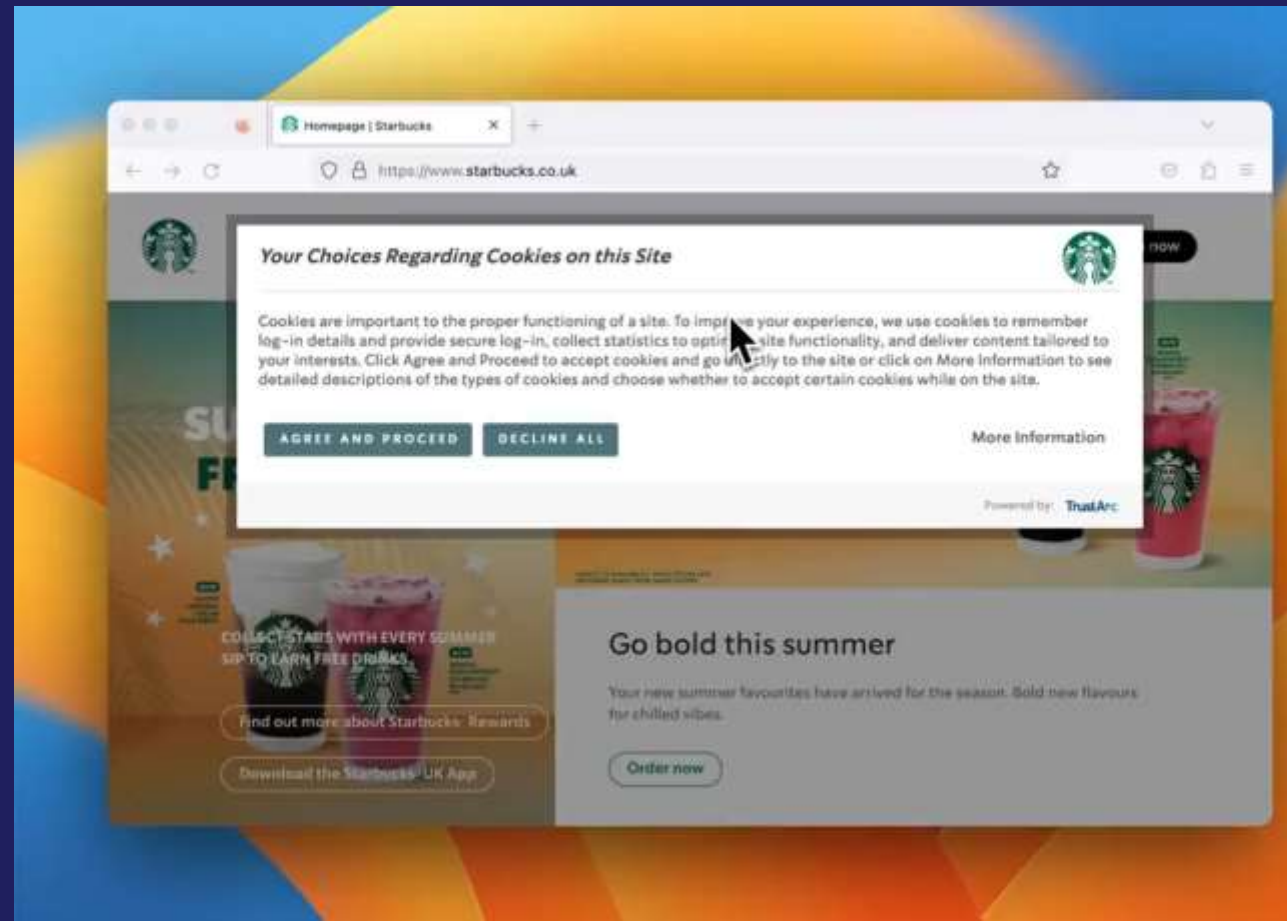 Homepage | Starbucks
https://www.starbucks.co.uk
now
Your Choices Regarding Cookies on this Site
Cookies are important to the proper functioning of a site. To improve your experience, we use cookies to remember
log-in details and provide secure log-in, collect statistics to site functionality, and deliver content tailored to
your interests. Click Agree and Proceed to accept cookies and go to the site or click on More Information to see
detailed descriptions of the types of cookies and choose whether to accept certain cookies while on the site.
AGREE AND PROCEED
DECLINE ALL
More Information
Powered by: TrustArc
SU
COLLECT STARS WITH EVERY SUMMER
SIP TO EARN FREE DRINKS.
Find out more about Starbucks® Rewards
Download the Starbucks® UK App
Go bold this summer
Your new summer favourites have arrived for the season. Bold new flavours
for chilled vibes.
Order now